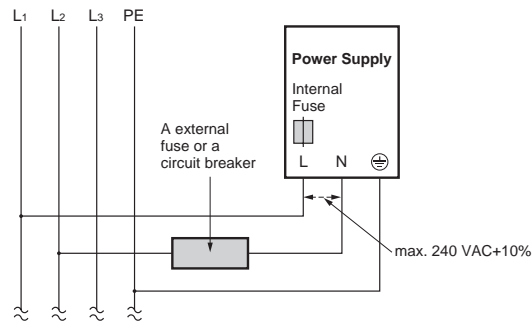 L1 L2 L3 PE
Power Supply
Internal
Fuse
A external
fuse or a
circuit breaker
L N
max. 240 VAC+10%